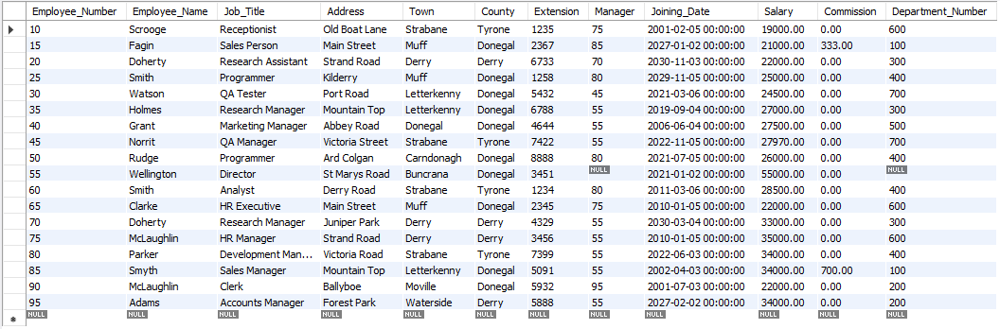 Employee_Number Employee_Name Job_Title Address Town County Extension Manager Joining_Date Salary Commission Department_Number
10 Scrooge Receptionist Old Boat Lane Strabane Tyrone 1235 75 2001-02-05 00:00:00 19000.00 0.00 600
15 Fagin Sales Person Main Street Muff Donegal 2367 85 2027-01-02 00:00:00 21000.00 333.00 100
20 Doherty Research Assistant Strand Road Derry Derry 6733 70 2030-11-03 00:00:00 22000.00 0.00 300
25 Smith Programmer Kilderry Muff Donegal 1258 80 2029-11-05 00:00:00 25000.00 0.00 400
30 Watson QA Tester Port Road Letterkenny Donegal 5432 45 2021-03-06 00:00:00 24500.00 0.00 700
35 Holmes Research Manager Mountain Top Letterkenny Donegal 6788 55 2019-09-04 00:00:00 27000.00 0.00 300
40 Grant Marketing Manager Abbey Road Donegal Donegal 4644 55 2006-06-04 00:00:00 27500.00 0.00 500
45 Norrit QA Manager Victoria Street Strabane Tyrone 7422 55 2022-11-05 00:00:00 27970.00 0.00 700
50 Rudge Programmer Ard Colgan Carndonagh Donegal 8888 80 2021-07-05 00:00:00 26000.00 0.00 400
55 Wellington Director St Marys Road Buncrana Donegal 3451 NULL 2021-01-02 00:00:00 55000.00 0.00 NULL
60 Smith Analyst Derry Road Strabane Tyrone 1234 80 2011-03-06 00:00:00 28500.00 0.00 400
65 Clarke HR Executive Main Street Muff Donegal 2345 75 2010-01-05 00:00:00 22000.00 0.00 600
70 Doherty Research Manager Juniper Park Derry Derry 4329 55 2030-03-04 00:00:00 33000.00 0.00 300
75 McLaughlin HR Manager Strand Road Derry Derry 3456 55 2010-01-05 00:00:00 35000.00 0.00 600
80 Parker Development Man... Victoria Road Strabane Tyrone 7399 55 2022-06-03 00:00:00 34000.00 0.00 400
85 Smyth Sales Manager Mountain Top Letterkenny Donegal 5091 55 2002-04-03 00:00:00 34000.00 700.00 100
90 McLaughlin Clerk Ballyboe Moville Donegal 5932 95 2001-07-03 00:00:00 22000.00 0.00 200
95 Adams Accounts Manager Forest Park Waterside Derry 5888 55 2027-02-02 00:00:00 34000.00 0.00 200
NULL NULL NULL NULL NULL NULL NULL NULL NULL NULL NULL NULL